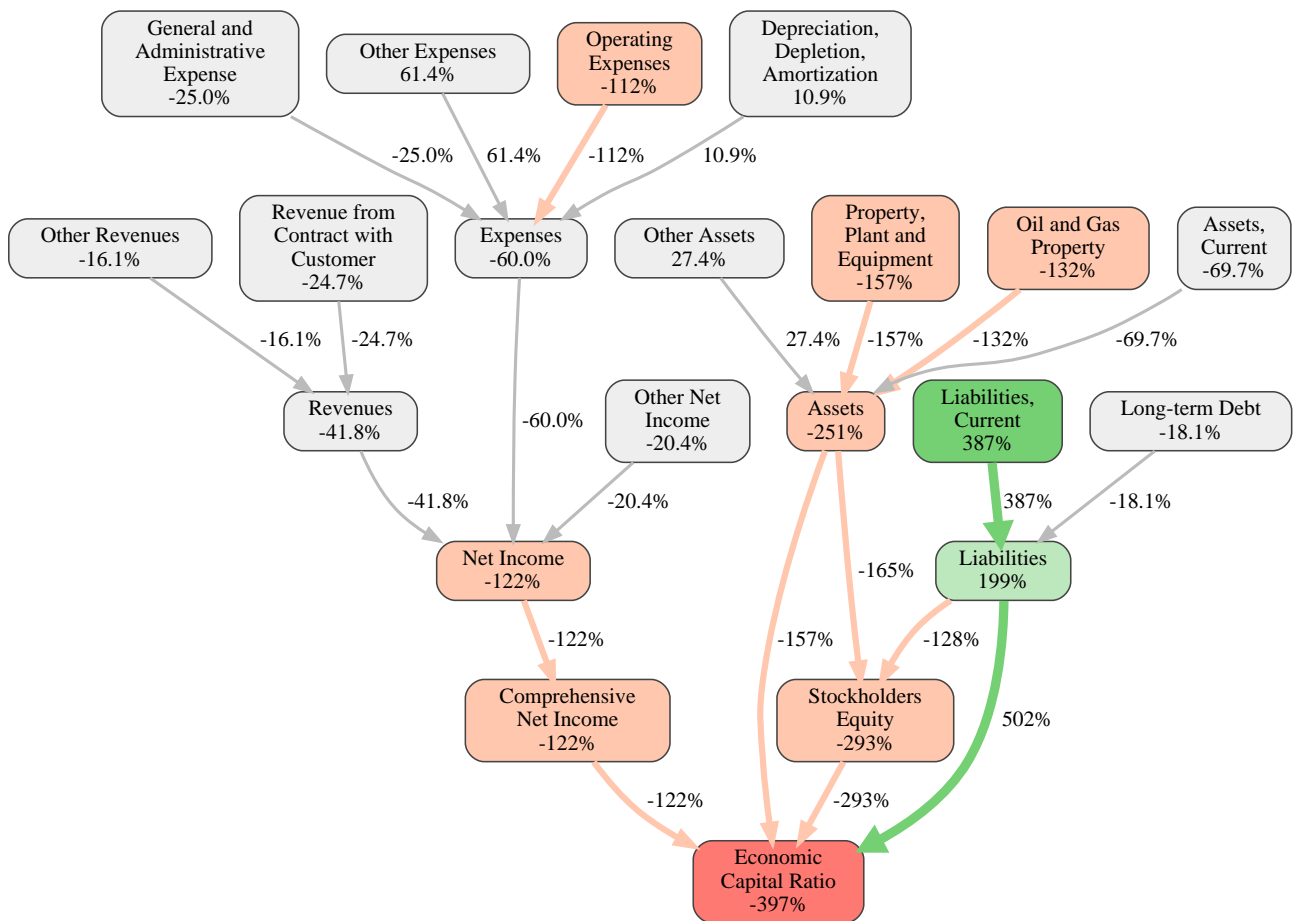 General and
Administrative
Expense
-25.0%
Other Expenses
61.4%
Operating
Expenses
-112%
Depreciation,
Depletion,
Amortization
10.9%
-25.0%
61.4%
-112%
10.9%
Other Revenues
-16.1%
Revenue from
Contract with
Customer
-24.7%
Expenses
-60.0%
Other Assets
27.4%
Property,
Plant and
Equipment
-157%
Oil and Gas
Property
-132%
Assets,
Current
-69.7%
-16.1%
-24.7%
27.4%
-157%
-132%
-69.7%
Revenues
-41.8%
-60.0%
Other Net
Income
-20.4%
Assets
-251%
Liabilities,
Current
387%
Long-term Debt
-18.1%
-41.8%
-20.4%
387%
-18.1%
Net Income
-122%
-165%
Liabilities
199%
-122%
-157%
-128%
Comprehensive
Net Income
-122%
Stockholders
Equity
-293%
502%
-122%
-293%
Economic
Capital Ratio
-397%